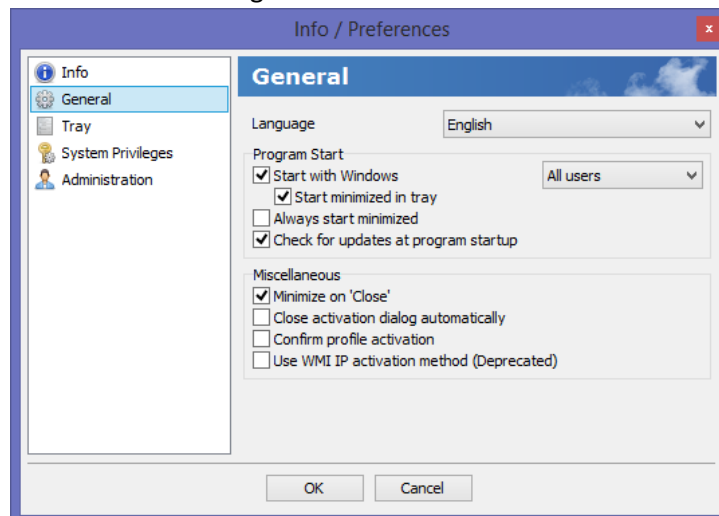 Info / Preferences
x
Info
General
Tray
System Privileges
Administration
General
Language English
Program Start
Start with Windows All users
Start minimized in tray
Always start minimized
Check for updates at program startup
Miscellaneous
Minimize on 'Close'
Close activation dialog automatically
Confirm profile activation
Use WMI IP activation method (Deprecated)
OK Cancel